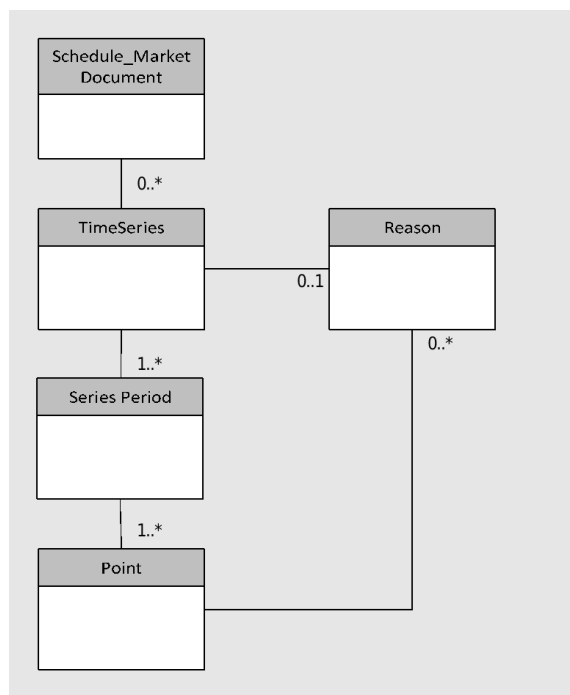 Schedule_Market
Document
0..*
TimeSeries
Reason
0..1
0..*
1..*
Series Period
1..*
Point